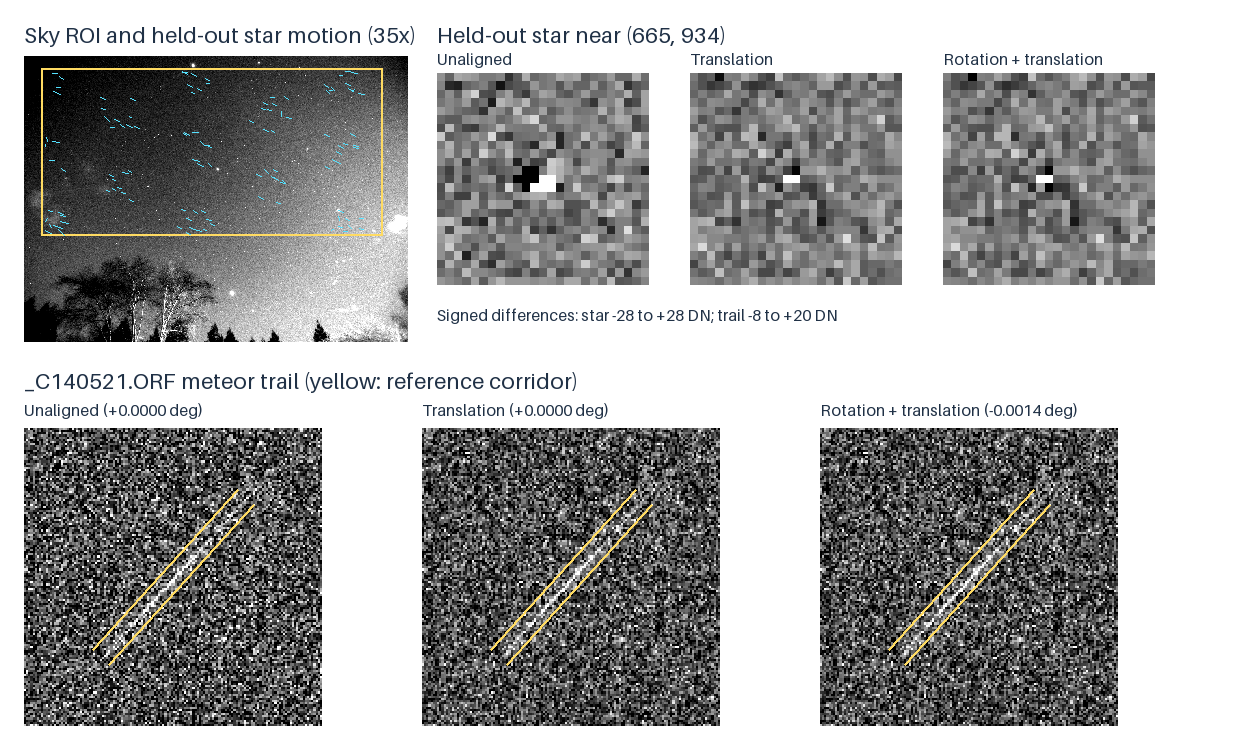 Sky ROI and held-out star motion (35x)
Held-out star near (665, 934)
Unaligned
Translation
Rotation + translation
Signed differences: star -28 to +28 DN; trail -8 to +20 DN
_C140521.ORF meteor trail (yellow: reference corridor)
Unaligned (+0.0000 deg)
Translation (+0.0000 deg)
Rotation + translation (-0.0014 deg)